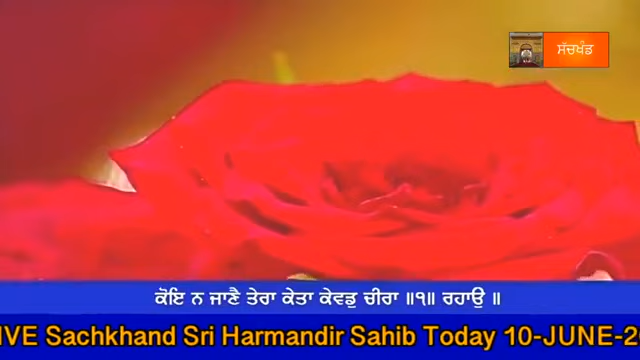 ਸੱਚਖੰਡ
ਕੋਇ ਨ ਜਾਣੈ ਤੇਰਾ ਕੇਤਾ ਕੇਵਡੁ ਚੀਰਾ ॥੧॥ ਰਹਾਉ ॥
IVE Sachkhand Sri Harmandir Sahib Today 10-JUNE-2